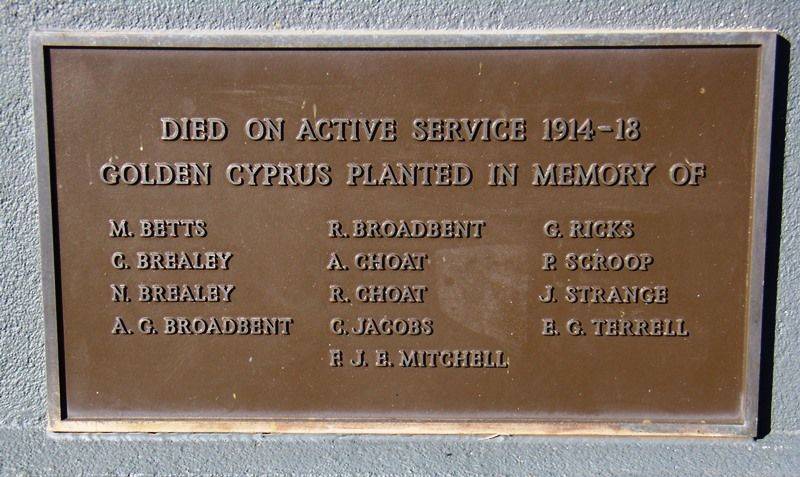 DIED ON ACTIVE SERVICE 1914-18
GOLDEN CYPRUS PLANTED IN MEMORY OF
M. BETTS R. BROADBENT G. RICKS
C. BREALEY A. CHOAT P. SCROOP
N. BREALEY R. CHOAT J. STRANGE
A. G. BROADBENT C. JACOBS E. G. TERRELL
F. J. E. MITCHELL